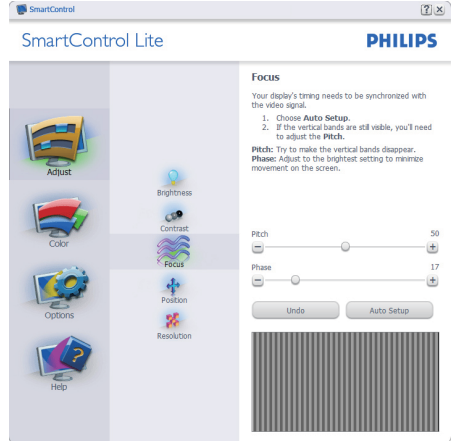 SmartControl
SmartControl Lite
PHILIPS
Adjust
Color
Options
Help
Brightness
Contrast
Focus
Position
Resolution
Focus
Your display's timing needs to be synchronized with
the video signal.
1. Choose Auto Setup.
2. If the vertical bands are still visible, you'll need
to adjust the Pitch.
Pitch: Try to make the vertical bands disappear.
Phase: Adjust to the brightest setting to minimize
movement on the screen.
Pitch 50
Phase 17
Undo Auto Setup